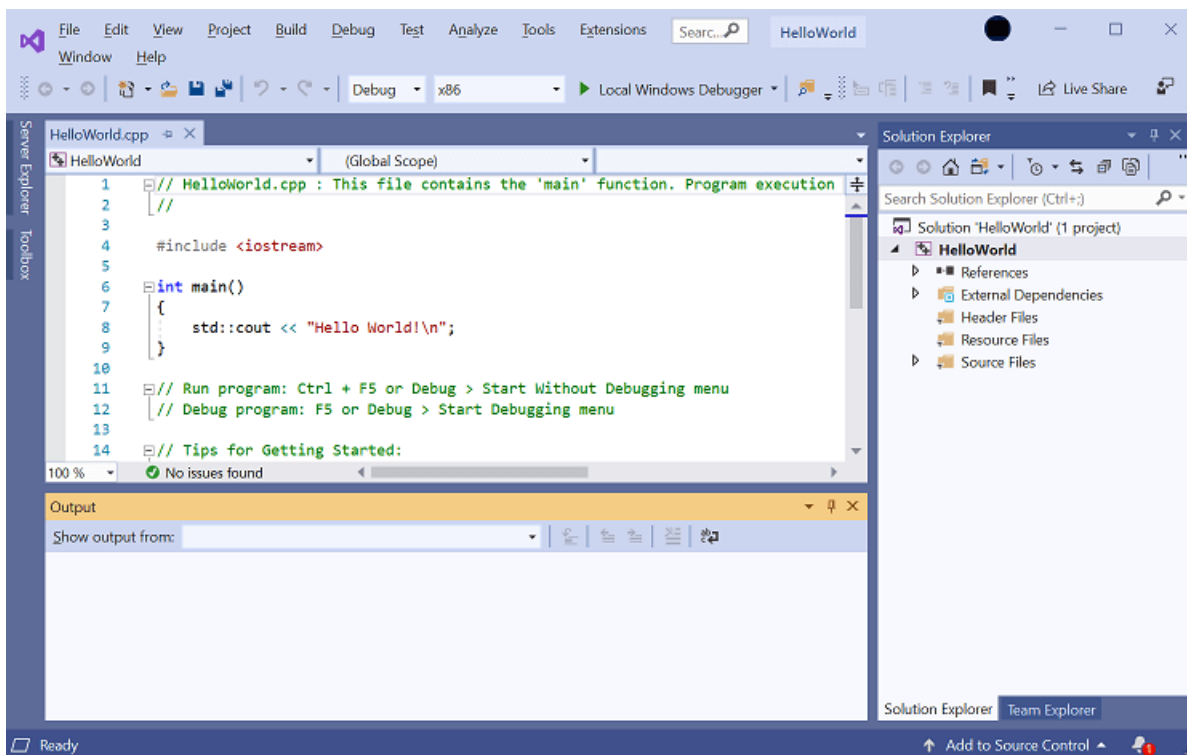 File Edit View Project Build Debug Test Analyze Tools Extensions Searc... HelloWorld
Window Help
Debug x86 Local Windows Debugger Live Share
Server Explorer
Toolbox
HelloWorld.cpp
HelloWorld (Global Scope)
1 // HelloWorld.cpp : This file contains the 'main' function. Program execution
2 //
3
4 #include <iostream>
5
6 int main()
7 {
8 std::cout << "Hello World!\n";
9 }
10
11 // Run program: Ctrl + F5 or Debug > Start Without Debugging menu
12 // Debug program: F5 or Debug > Start Debugging menu
13
14 // Tips for Getting Started:
100 % No issues found
Output
Show output from:
Solution Explorer
Search Solution Explorer (Ctrl+;)
Solution 'HelloWorld' (1 project)
HelloWorld
References
External Dependencies
Header Files
Resource Files
Source Files
Solution Explorer Team Explorer
Ready Add to Source Control 1